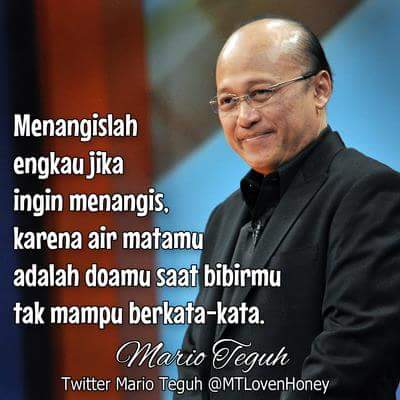 Menangislah
engkau jika
ingin menangis,
karena air matamu
adalah doamu saat bibirmu
tak mampu berkata-kata.
Mario Teguh
Twitter Mario Teguh @MTLovenHoney